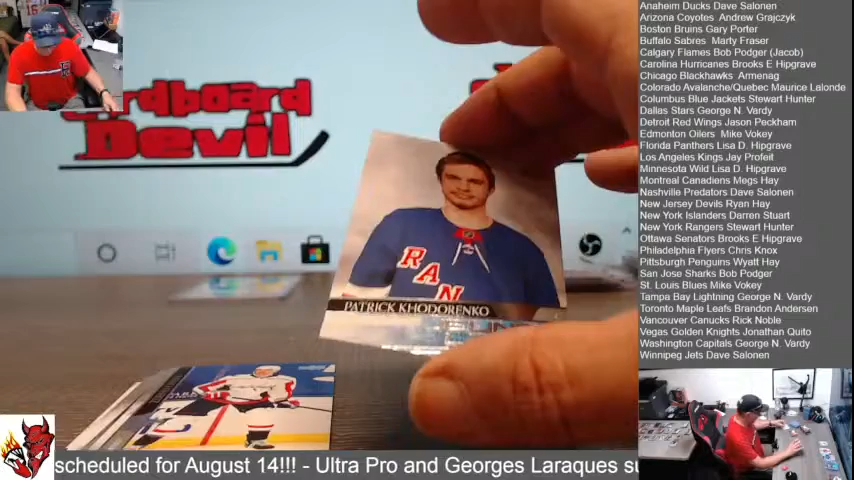 Anaheim Ducks Dave Salonen
Arizona Coyotes Andrew Grajczyk
Boston Bruins Gary Porter
Buffalo Sabres Marty Fraser
Calgary Flames Bob Podger (Jacob)
Carolina Hurricanes Brooks E Hipgrave
Chicago Blackhawks Armenag
Colorado Avalanche/Quebec Maurice Lalonde
Columbus Blue Jackets Stewart Hunter
Dallas Stars George N. Vardy
Detroit Red Wings Jason Peckham
Edmonton Oilers Mike Vokey
Florida Panthers Lisa D. Hipgrave
Los Angeles Kings Jay Profeit
Minnesota Wild Lisa D. Hipgrave
Montreal Canadiens Megs Hay
Nashville Predators Dave Salonen
New Jersey Devils Ryan Hay
New York Islanders Darren Stuart
New York Rangers Stewart Hunter
Ottawa Senators Brooks E Hipgrave
Philadelphia Flyers Chris Knox
Pittsburgh Penguins Wyatt Hay
San Jose Sharks Bob Podger
St. Louis Blues Mike Vokey
Tampa Bay Lightning George N. Vardy
Toronto Maple Leafs Brandon Andersen
Vancouver Canucks Rick Noble
Vegas Golden Knights Jonathan Quito
Washington Capitals George N. Vardy
Winnipeg Jets Dave Salonen
rdboard
Devil
RAN
PATRICK KHODORENKO
scheduled for August 14!!! - Ultra Pro and Georges Laraques su